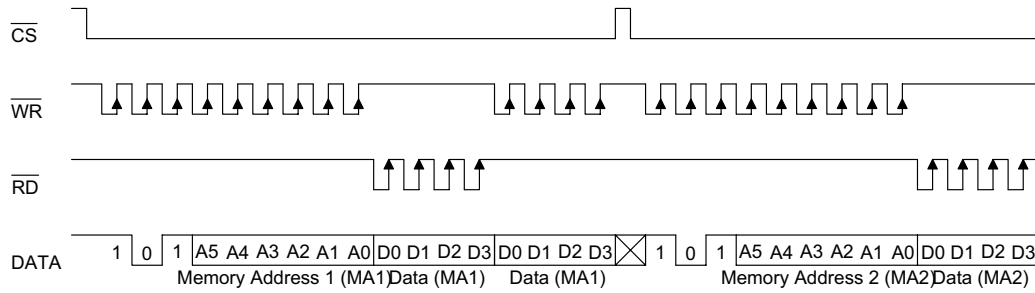 CS
WR
RD
DATA 1 0 1 A5 A4 A3 A2 A1 A0 D0 D1 D2 D3 D0 D1 D2 D3 1 0 1 A5 A4 A3 A2 A1 A0 D0 D1 D2 D3
Memory Address 1 (MA1) Data (MA1) Data (MA1) Memory Address 2 (MA2) Data (MA2)